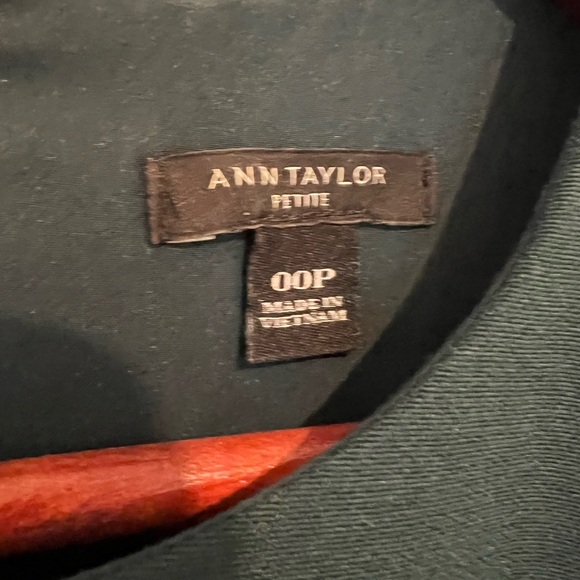 ANN TAYLOR
PETITE
00P
MADE IN
VIETNAM